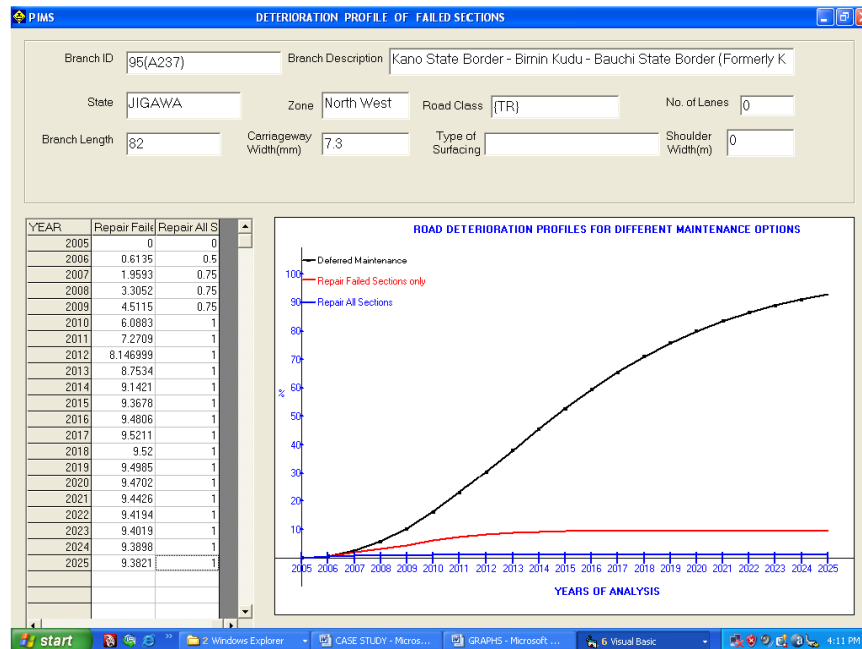 PIMS DETERIORATION PROFILE OF FAILED SECTIONS
Branch ID 95(A237) Branch Description Kano State Border - Birnin Kudu - Bauchi State Border (Formerly K
State JIGAWA Zone North West Road Class {TR} No. of Lanes 0
Branch Length 82 Carriageway Width(mm) 7.3 Type of Surfacing Shoulder Width(m) 0
YEAR Repair Faile Repair All S
2005 0 0
2006 0.6135 0.5
2007 1.9593 0.75
2008 3.3052 0.75
2009 4.5115 0.75
2010 6.0883 1
2011 7.2709 1
2012 8.146999 1
2013 8.7534 1
2014 9.1421 1
2015 9.3678 1
2016 9.4806 1
2017 9.5211 1
2018 9.52 1
2019 9.4985 1
2020 9.4702 1
2021 9.4426 1
2022 9.4194 1
2023 9.4019 1
2024 9.3898 1
2025 9.3821 1
ROAD DETERIORATION PROFILES FOR DIFFERENT MAINTENANCE OPTIONS
Deferred Maintenance
Repair Failed Sections only
Repair All Sections
100
90
80
70
60
%
50
40
30
20
10
2005 2006 2007 2008 2009 2010 2011 2012 2013 2014 2015 2016 2017 2018 2019 2020 2021 2022 2023 2024 2025
YEARS OF ANALYSIS
start 2 Windows Explorer CASE STUDY - Micros... GRAPHS - Microsoft ... 6 Visual Basic 4:11 PM